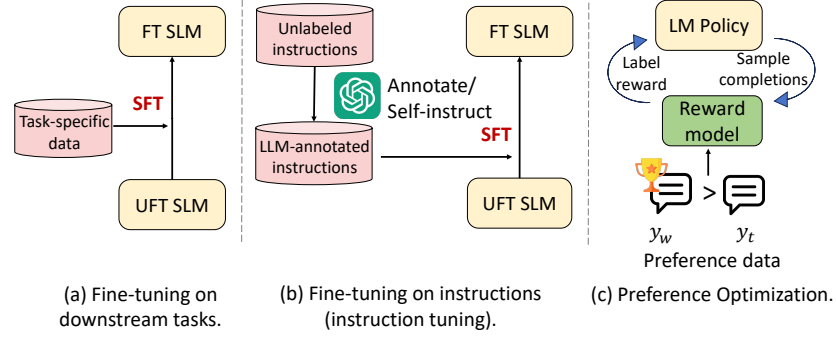 FT SLM
SFT
Task-specific
data
UFT SLM
(a) Fine-tuning on
downstream tasks.
Unlabeled
instructions
Annotate/
Self-instruct
LLM-annotated
instructions
FT SLM
SFT
UFT SLM
(b) Fine-tuning on instructions
(instruction tuning).
LM Policy
Label
reward
Sample
completions
Reward
model
>
y_w
y_t
Preference data
(c) Preference Optimization.